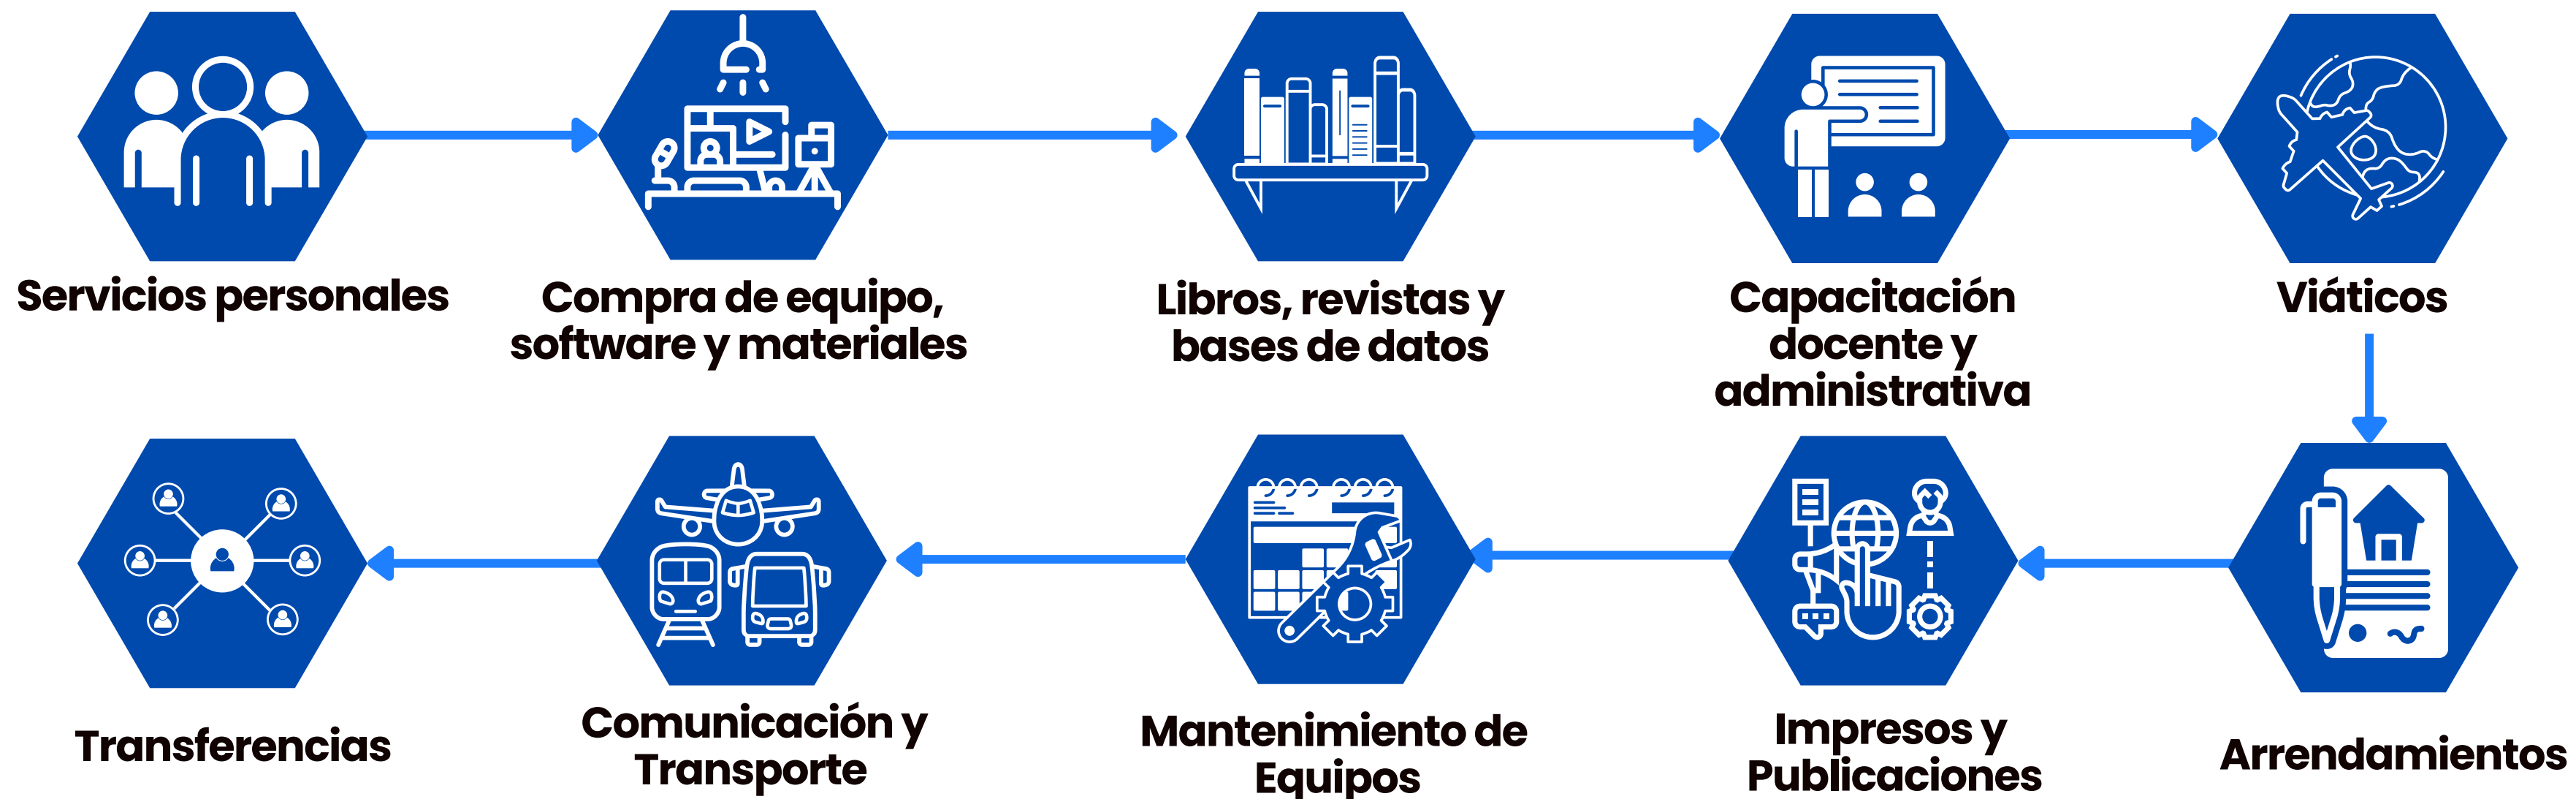 Servicios personales
Compra de equipo,
software y materiales
Libros, revistas y
bases de datos
Capacitación
docente y
administrativa
Viáticos
Arrendamientos
Impresos y
Publicaciones
Mantenimiento de
Equipos
Comunicación y
Transporte
Transferencias